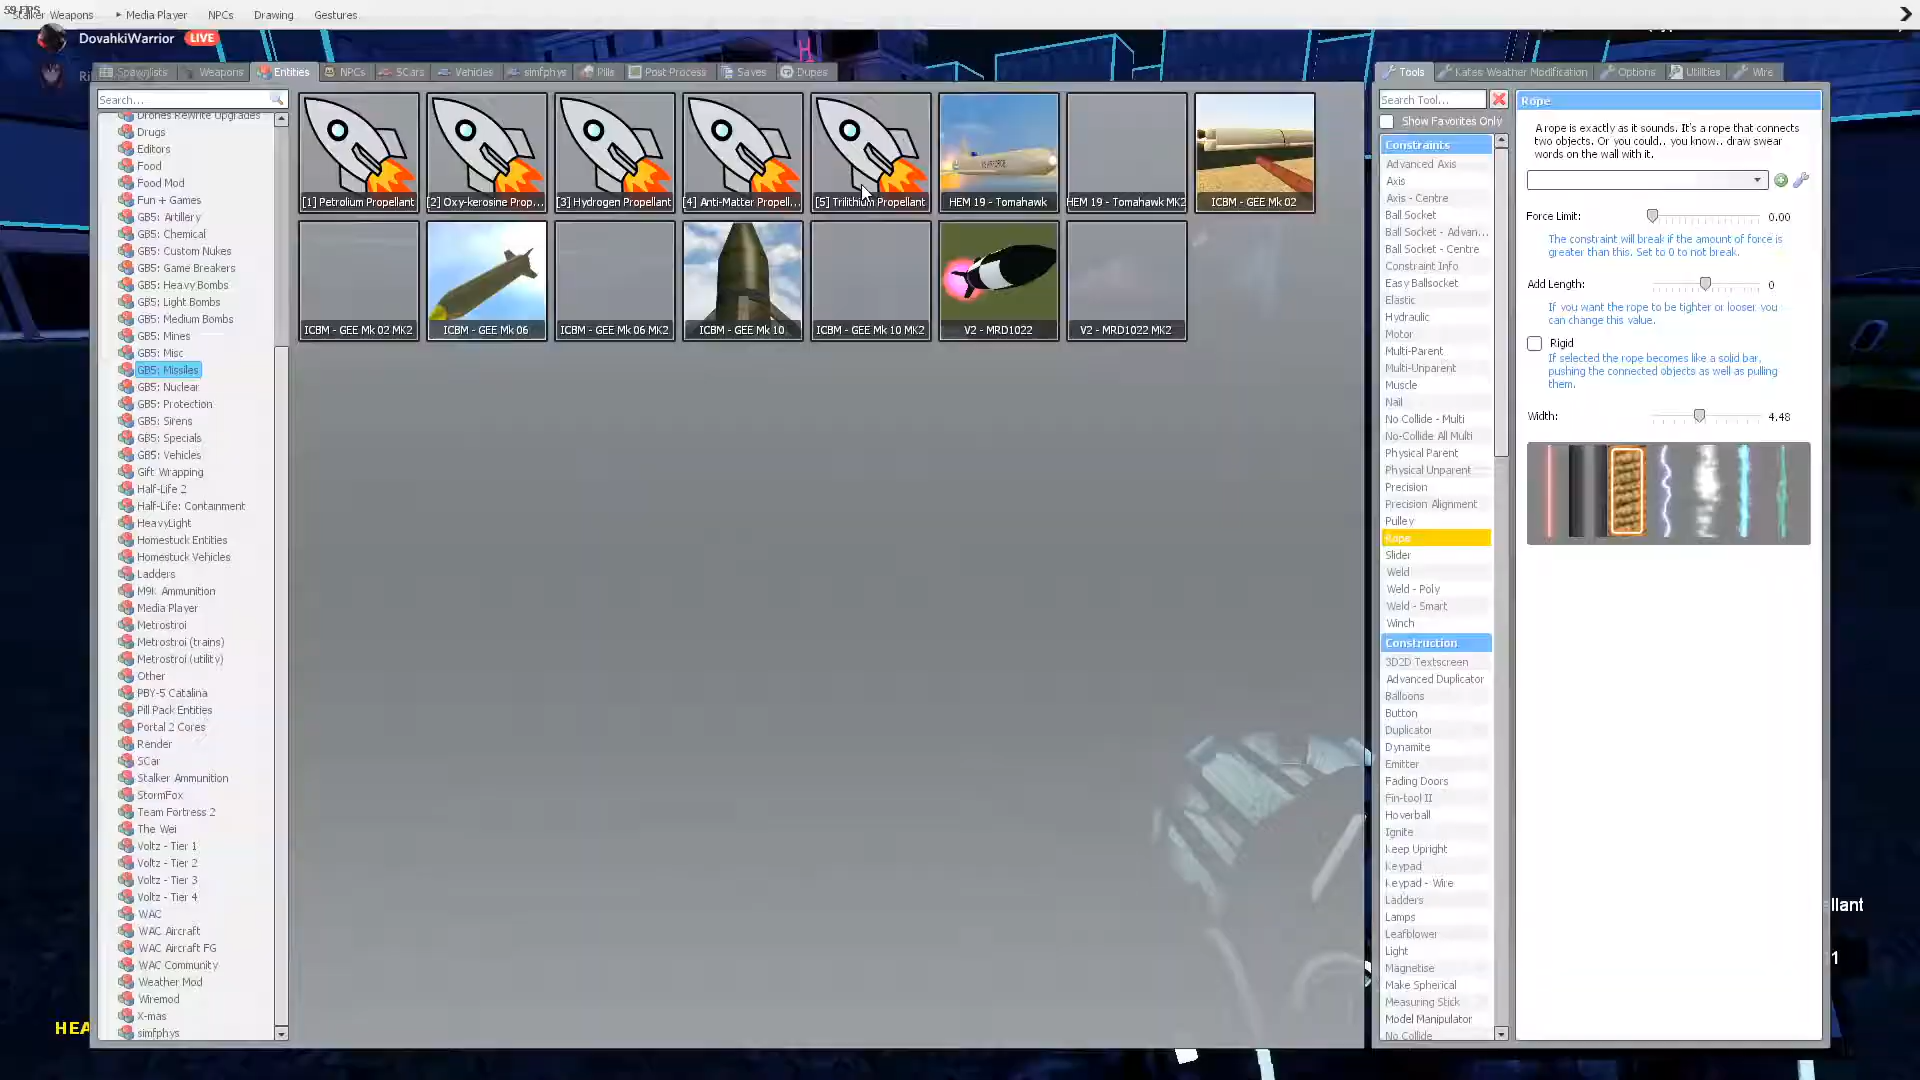 59 FPS
Stalker Weapons
Media Player
NPCs
Drawing
Gestures
DovahkiWarrior
LIVE
Spawnlists
Weapons
Entities
NPCs
SCars
Vehicles
simfphys
Pills
Post Process
Saves
Dupes
Search...
Drones Rewrite Upgrades
Drugs
Editors
Food
Food Mod
Fun + Games
GB5: Artillery
GB5: Chemical
GB5: Custom Nukes
GB5: Game Breakers
GB5: Heavy Bombs
GB5: Light Bombs
GB5: Medium Bombs
GB5: Mines
GB5: Misc
GB5: Missiles
GB5: Nuclear
GB5: Protection
GB5: Sirens
GB5: Specials
GB5: Vehicles
Gift Wrapping
Half-Life 2
Half-Life: Containment
HeavyLight
Homestuck Entities
Homestuck Vehicles
Ladders
M9K Ammunition
Media Player
Metrostroi
Metrostroi (trains)
Metrostroi (utility)
Other
PBY-5 Catalina
Pill Pack Entities
Portal 2 Cores
Render
SCar
Stalker Ammunition
StormFox
Team Fortress 2
The Wei
Voltz - Tier 1
Voltz - Tier 2
Voltz - Tier 3
Voltz - Tier 4
WAC
WAC Aircraft
WAC Aircraft FG
WAC Community
Weather Mod
Wiremod
X-mas
simfphys
[1] Petrolium Propellant
[2] Oxy-kerosine Prop...
[3] Hydrogen Propellant
[4] Anti-Matter Propell...
[5] Trilithium Propellant
HEM 19 - Tomahawk
HEM 19 - Tomahawk MK2
ICBM - GEE Mk 02
ICBM - GEE Mk 02 MK2
ICBM - GEE Mk 06
ICBM - GEE Mk 06 MK2
ICBM - GEE Mk 10
ICBM - GEE Mk 10 MK2
V2 - MRD1022
V2 - MRD1022 MK2
HEA
Tools
Kates Weather Modification
Options
Utilities
Wire
Search Tool...
Show Favorites Only
Constraints
Advanced Axis
Axis
Axis - Centre
Ball Socket
Ball Socket - Advan...
Ball Socket - Centre
Constraint Info
Easy Ballsocket
Elastic
Hydraulic
Motor
Multi-Parent
Multi-Unparent
Muscle
Nail
No Collide - Multi
No-Collide All Multi
Physical Parent
Physical Unparent
Precision
Precision Alignment
Pulley
Rope
Slider
Weld
Weld - Poly
Weld - Smart
Winch
Construction
3D2D Textscreen
Advanced Duplicator
Balloons
Button
Duplicator
Dynamite
Emitter
Fading Doors
Fin-tool II
Hoverball
Ignite
Keep Upright
Keypad
Keypad - Wire
Ladders
Lamps
Leafblower
Light
Magnetise
Make Spherical
Measuring Stick
Model Manipulator
No Collide
Rope
A rope is exactly as it sounds. It's a rope that connects
two objects. Or you could.. you know.. draw swear
words on the wall with it.
Force Limit:
0.00
The constraint will break if the amount of force is
greater than this. Set to 0 to not break.
Add Length:
0
If you want the rope to be tighter or looser you
can change this value.
Rigid
If selected the rope becomes like a solid bar,
pushing the connected objects as well as pulling
them.
Width:
4.48
llant
1